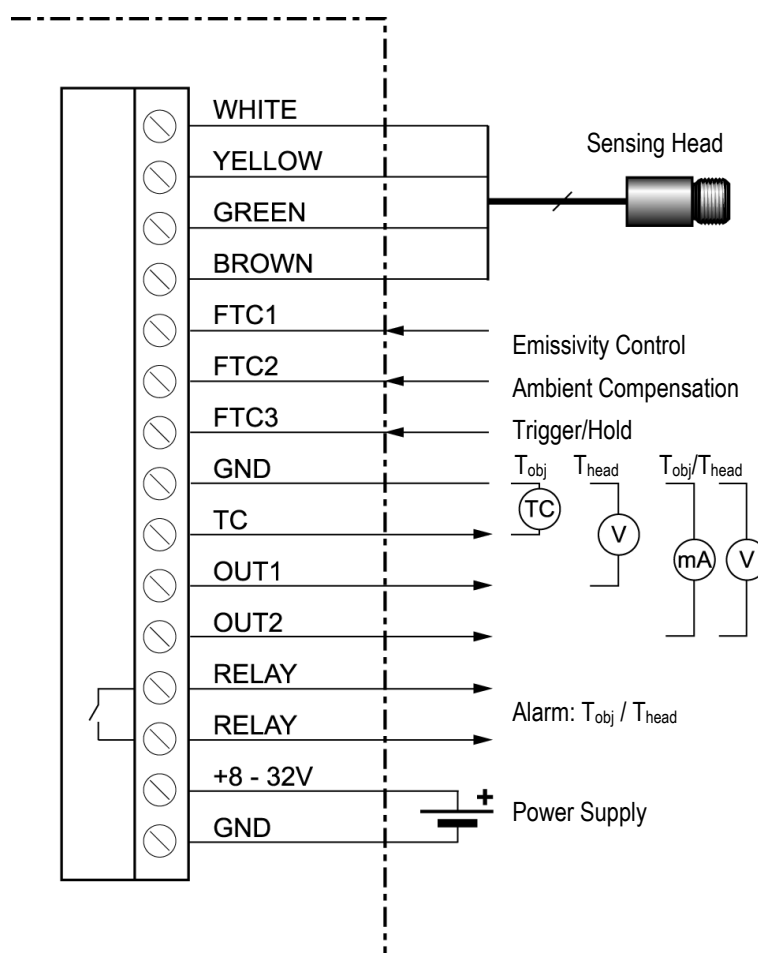 WHITE
YELLOW
GREEN
BROWN
FTC1
FTC2
FTC3
GND
TC
OUT1
OUT2
RELAY
RELAY
+8 - 32V
GND
Sensing Head
Emissivity Control
Ambient Compensation
Trigger/Hold
Tobj Thead Tobj/Thead
TC
V
mA
V
Alarm: Tobj / Thead
+
Power Supply